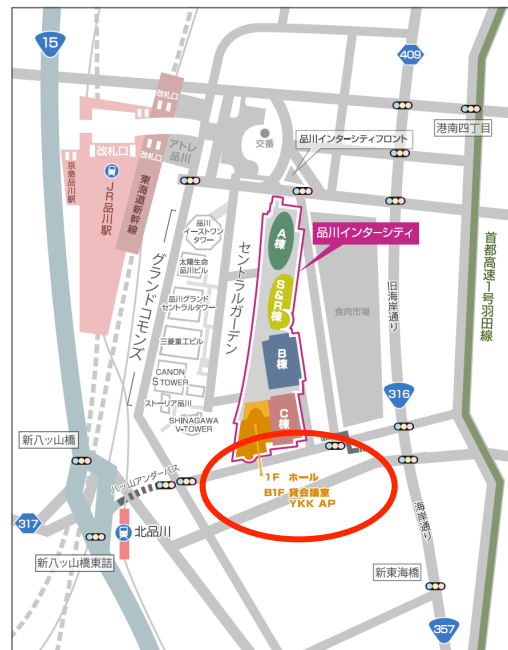 15
409
改札口
改札口
改札口
アトレ
品川
交番
品川インターシティフロント
港南四丁目
京急品川駅
JR品川駅
東海道新幹線
品川
イーストワン
タワー
太陽生命
品川ビル
品川グランド
セントラルタワー
三菱重工ビル
CANON
S TOWER
ストーリア品川
SHINAGAWA
V-TOWER
グランドコモンズ
セントラルガーデン
A棟
S&R棟
B棟
C棟
品川インターシティ
食肉市場
旧海岸通り
首都高速1号羽田線
316
1F ホール
B1F 貸会議室
YKK AP
新八ッ山橋
八ッ山アンダーパス
317
北品川
新八ッ山橋東詰
海岸通り
新東海橋
357